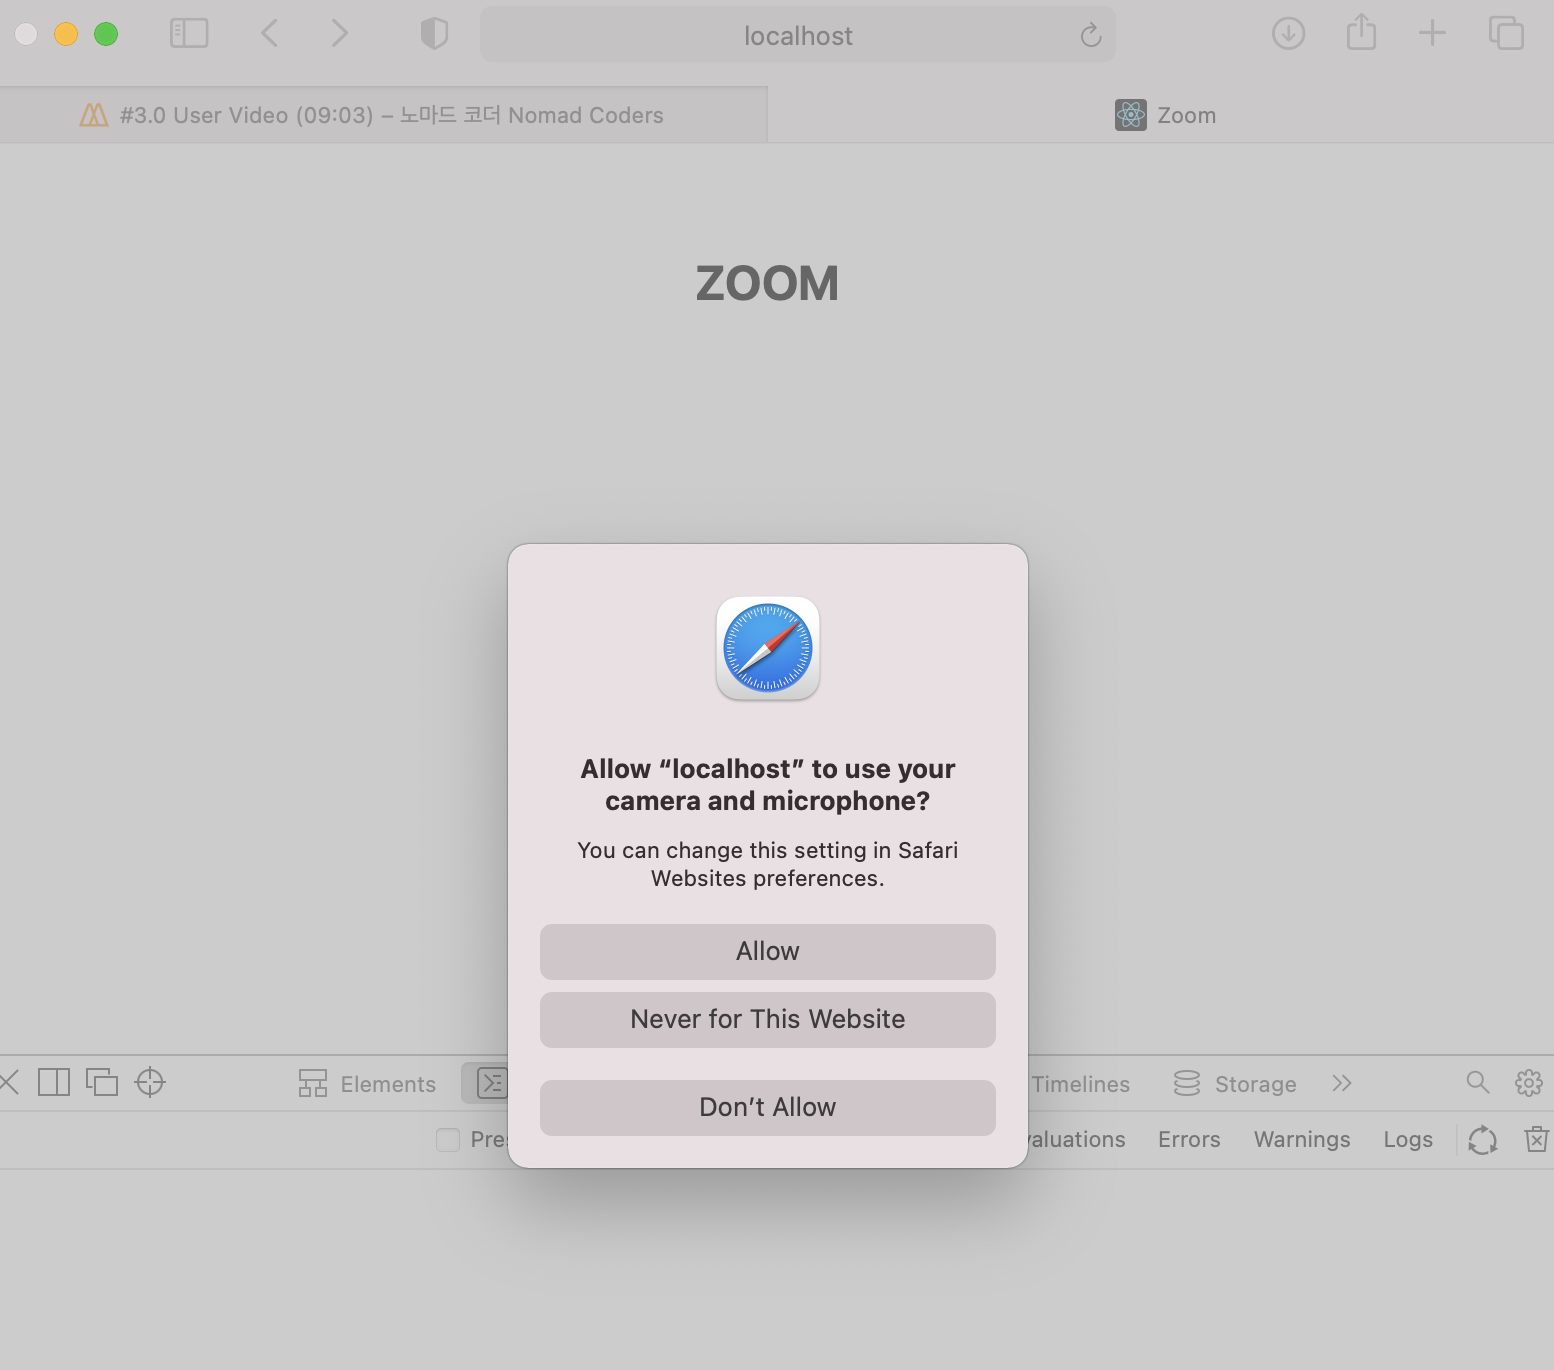 localhost
#3.0 User Video (09:03) – 노마드 코더 Nomad Coders
Zoom
ZOOM
Allow “localhost” to use your
camera and microphone?
You can change this setting in Safari
Websites preferences.
Allow
Never for This Website
Don’t Allow
Elements
Timelines
Storage
Errors
Warnings
Logs